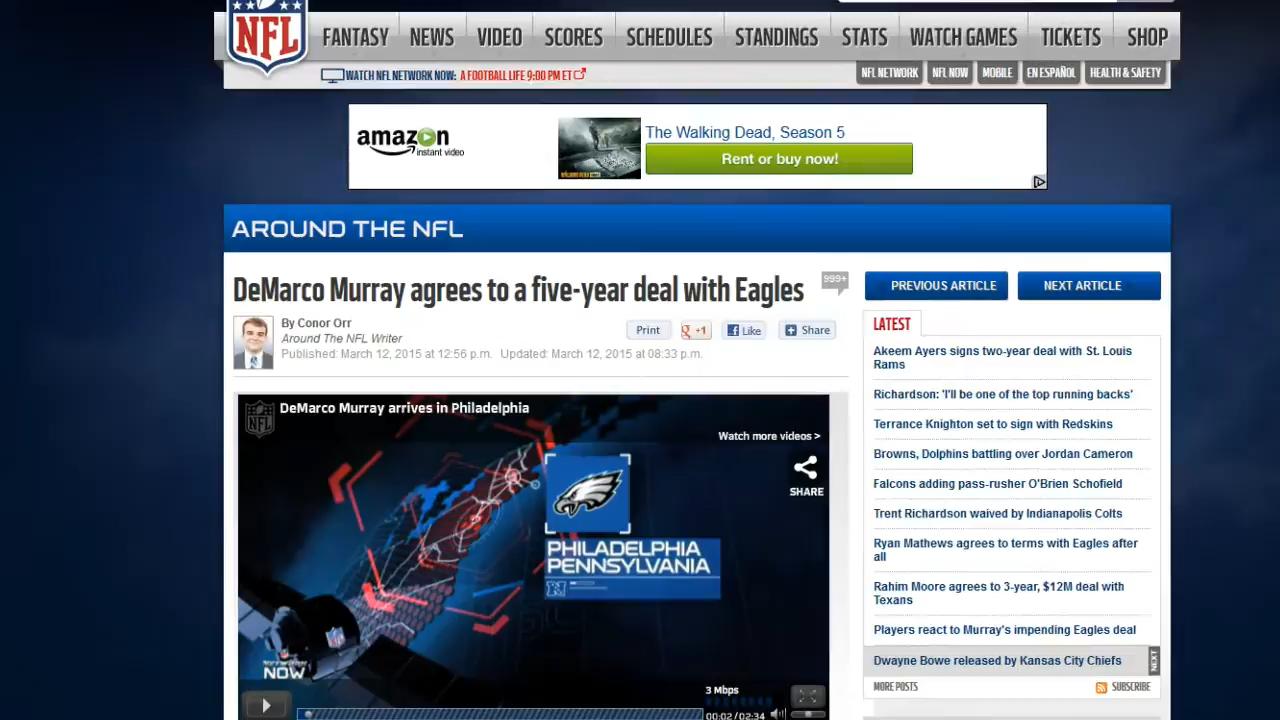 NFL
FANTASY NEWS VIDEO SCORES SCHEDULES STANDINGS STATS WATCH GAMES TICKETS SHOP
WATCH NFL NETWORK NOW: A FOOTBALL LIFE 9:00 PM ET
NFL NETWORK NFL NOW MOBILE EN ESPAÑOL HEALTH & SAFETY
amazon
instant video
The Walking Dead, Season 5
Rent or buy now!
AROUND THE NFL
DeMarco Murray agrees to a five-year deal with Eagles
999+
By Conor Orr
Around The NFL Writer
Published: March 12, 2015 at 12:56 p.m. Updated: March 12, 2015 at 08:33 p.m.
Print
+1
Like
Share
DeMarco Murray arrives in Philadelphia
Watch more videos >
SHARE
PHILADELPHIA
PENNSYLVANIA
NOW
3 Mbps
00:02/02:34
PREVIOUS ARTICLE
NEXT ARTICLE
LATEST
Akeem Ayers signs two-year deal with St. Louis
Rams
Richardson: 'I'll be one of the top running backs'
Terrance Knighton set to sign with Redskins
Browns, Dolphins battling over Jordan Cameron
Falcons adding pass-rusher O'Brien Schofield
Trent Richardson waived by Indianapolis Colts
Ryan Mathews agrees to terms with Eagles after
all
Rahim Moore agrees to 3-year, $12M deal with
Texans
Players react to Murray's impending Eagles deal
Dwayne Bowe released by Kansas City Chiefs
NEXT
MORE POSTS
SUBSCRIBE